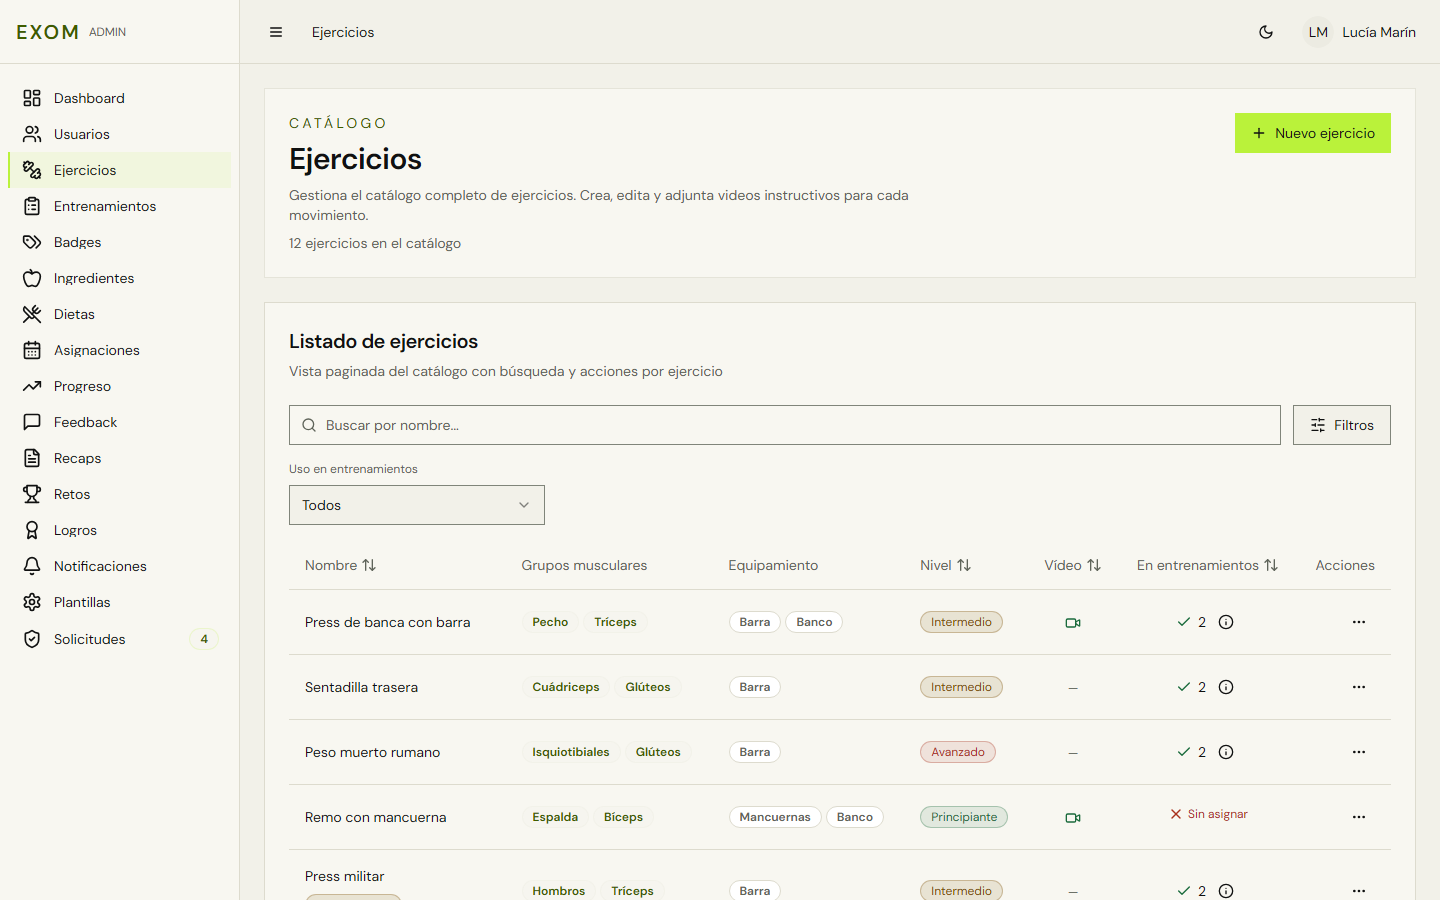 EXOM ADMIN
Ejercicios
LM Lucía Marín
Dashboard
Usuarios
Ejercicios
Entrenamientos
Badges
Ingredientes
Dietas
Asignaciones
Progreso
Feedback
Recaps
Retos
Logros
Notificaciones
Plantillas
Solicitudes 4
CATÁLOGO
Ejercicios
Gestiona el catálogo completo de ejercicios. Crea, edita y adjunta videos instructivos para cada
movimiento.
12 ejercicios en el catálogo
Nuevo ejercicio
Listado de ejercicios
Vista paginada del catálogo con búsqueda y acciones por ejercicio
Buscar por nombre...
Filtros
Uso en entrenamientos
Todos
Nombre Grupos musculares Equipamiento Nivel Vídeo En entrenamientos Acciones
Press de banca con barra Pecho Tríceps Barra Banco Intermedio 2
Sentadilla trasera Cuádriceps Glúteos Barra Intermedio – 2
Peso muerto rumano Isquiotibiales Glúteos Barra Avanzado – 2
Remo con mancuerna Espalda Bíceps Mancuernas Banco Principiante Sin asignar
Press militar Hombros Tríceps Barra Intermedio – 2